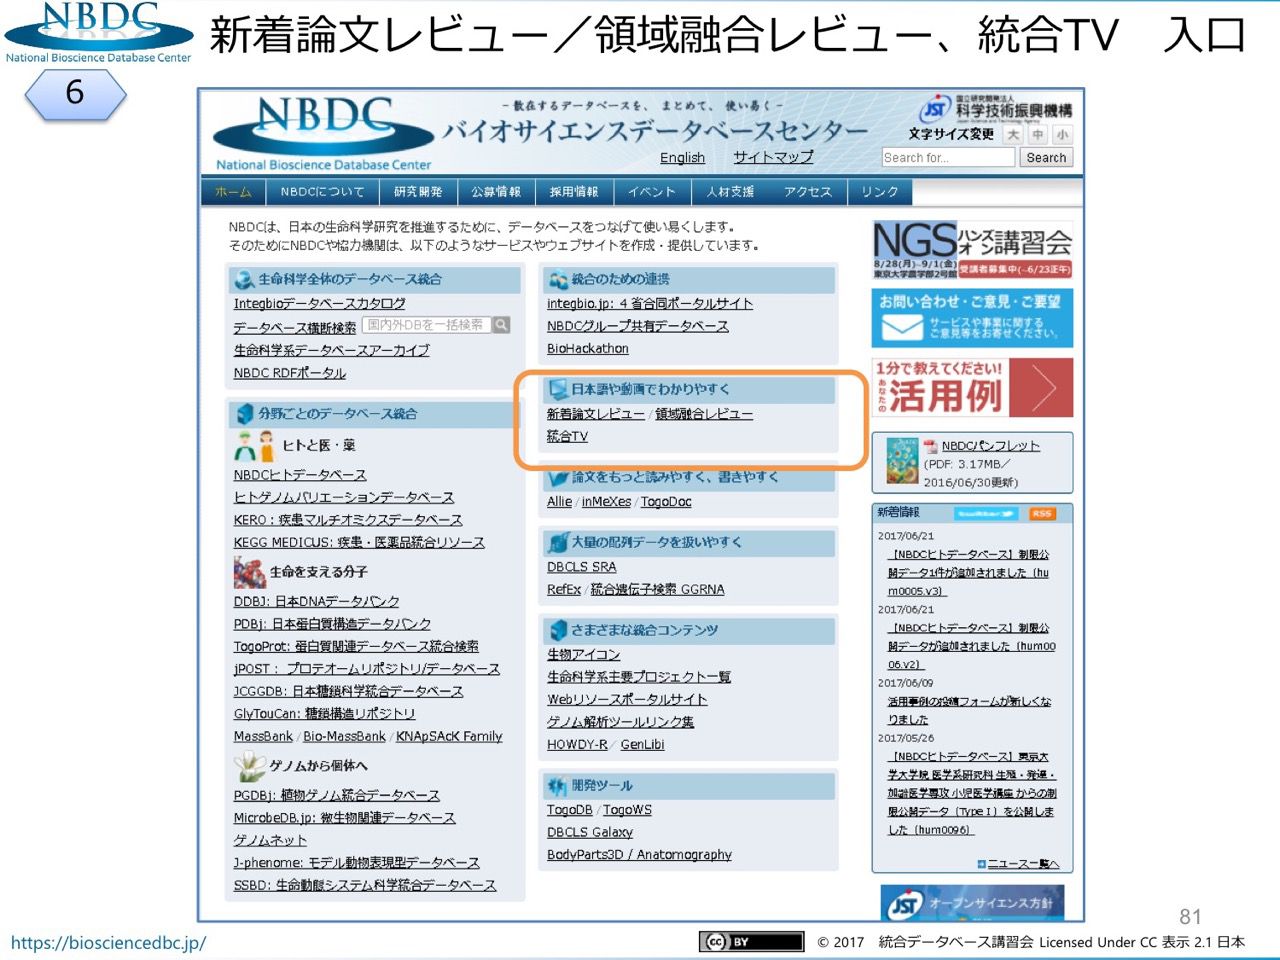 NBDC
National Bioscience Database Center
新着論文レビュー／領域融合レビュー、統合TV　入口
6
NBDC
National Bioscience Database Center
－散在するデータベースを、まとめて、使い易く－
バイオサイエンスデータベースセンター
English サイトマップ
JST 国立研究開発法人
科学技術振興機構
文字サイズ変更 大 中 小
Search for... Search
ホーム NBDCについて 研究開発 公募情報 採用情報 イベント 人材支援 アクセス リンク
NBDCは、日本の生命科学研究を推進するために、データベースをつなげて使い易くします。
そのためにNBDCや協力機関は、以下のようなサービスやウェブサイトを作成・提供しています。
生命科学全体のデータベース統合
Integbioデータベースカタログ
データベース横断検索 国内外DBを一括検索
生命科学系データベースアーカイブ
NBDC RDFポータル
分野ごとのデータベース統合
ヒトと医・薬
NBDCヒトデータベース
ヒトゲノムバリエーションデータベース
KERO：疾患マルチオミクスデータベース
KEGG MEDICUS: 疾患・医薬品統合リソース
生命を支える分子
DDBJ: 日本DNAデータバンク
PDBj: 日本蛋白質構造データバンク
TogoProt: 蛋白質関連データベース統合検索
jPOST： プロテオームリポジトリ/データベース
JCGGDB: 日本糖鎖科学統合データベース
GlyTouCan: 糖鎖構造リポジトリ
MassBank / Bio-MassBank / KNApSAcK Family
ゲノムから個体へ
PGDBj: 植物ゲノム統合データベース
MicrobeDB.jp: 微生物関連データベース
ゲノムネット
J-phenome: モデル動物表現型データベース
SSBD: 生命動態システム科学統合データベース
統合のための連携
integbio.jp: 4 省合同ポータルサイト
NBDCグループ共有データベース
BioHackathon
日本語や動画でわかりやすく
新着論文レビュー / 領域融合レビュー
統合TV
論文をもっと読みやすく、書きやすく
Allie / inMeXes / TogoDoc
大量の配列データを扱いやすく
DBCLS SRA
RefEx / 統合遺伝子検索 GGRNA
さまざまな統合コンテンツ
生物アイコン
生命科学系主要プロジェクト一覧
Webリソースポータルサイト
ゲノム解析ツールリンク集
HOWDY-R / GenLibi
開発ツール
TogoDB / TogoWS
DBCLS Galaxy
BodyParts3D / Anatomography
NGSハンズオン講習会
8/28(月)~9/1(金)
東京大学農学部2号館 受講者募集中(~6/23正午)
お問い合わせ・ご意見・ご要望
サービスや事業に関する
ご意見等をお寄せください。
1分で教えてください!
あなたの活用例
NBDCパンフレット
(PDF: 3.17MB／
2016/06/30更新)
新着情報 twitter RSS
2017/06/21
【NBDCヒトデータベース】制限公
開データ1件が追加されました（hu
m0005.v3）
2017/06/21
【NBDCヒトデータベース】制限公
開データが追加されました（hum00
06.v2）
2017/06/09
活用事例の投稿フォームが新しくな
りました
2017/05/26
【NBDCヒトデータベース】東京大
学大学院 医学系研究科 生殖・発達・
加齢医学専攻 小児医学講座 からの制
限公開データ（Type I）を公開しま
した（hum0096）
ニュース一覧へ
JST オープンサイエンス方針
81
https://biosciencedbc.jp/
CC BY
© 2017　統合データベース講習会 Licensed Under CC 表示 2.1 日本